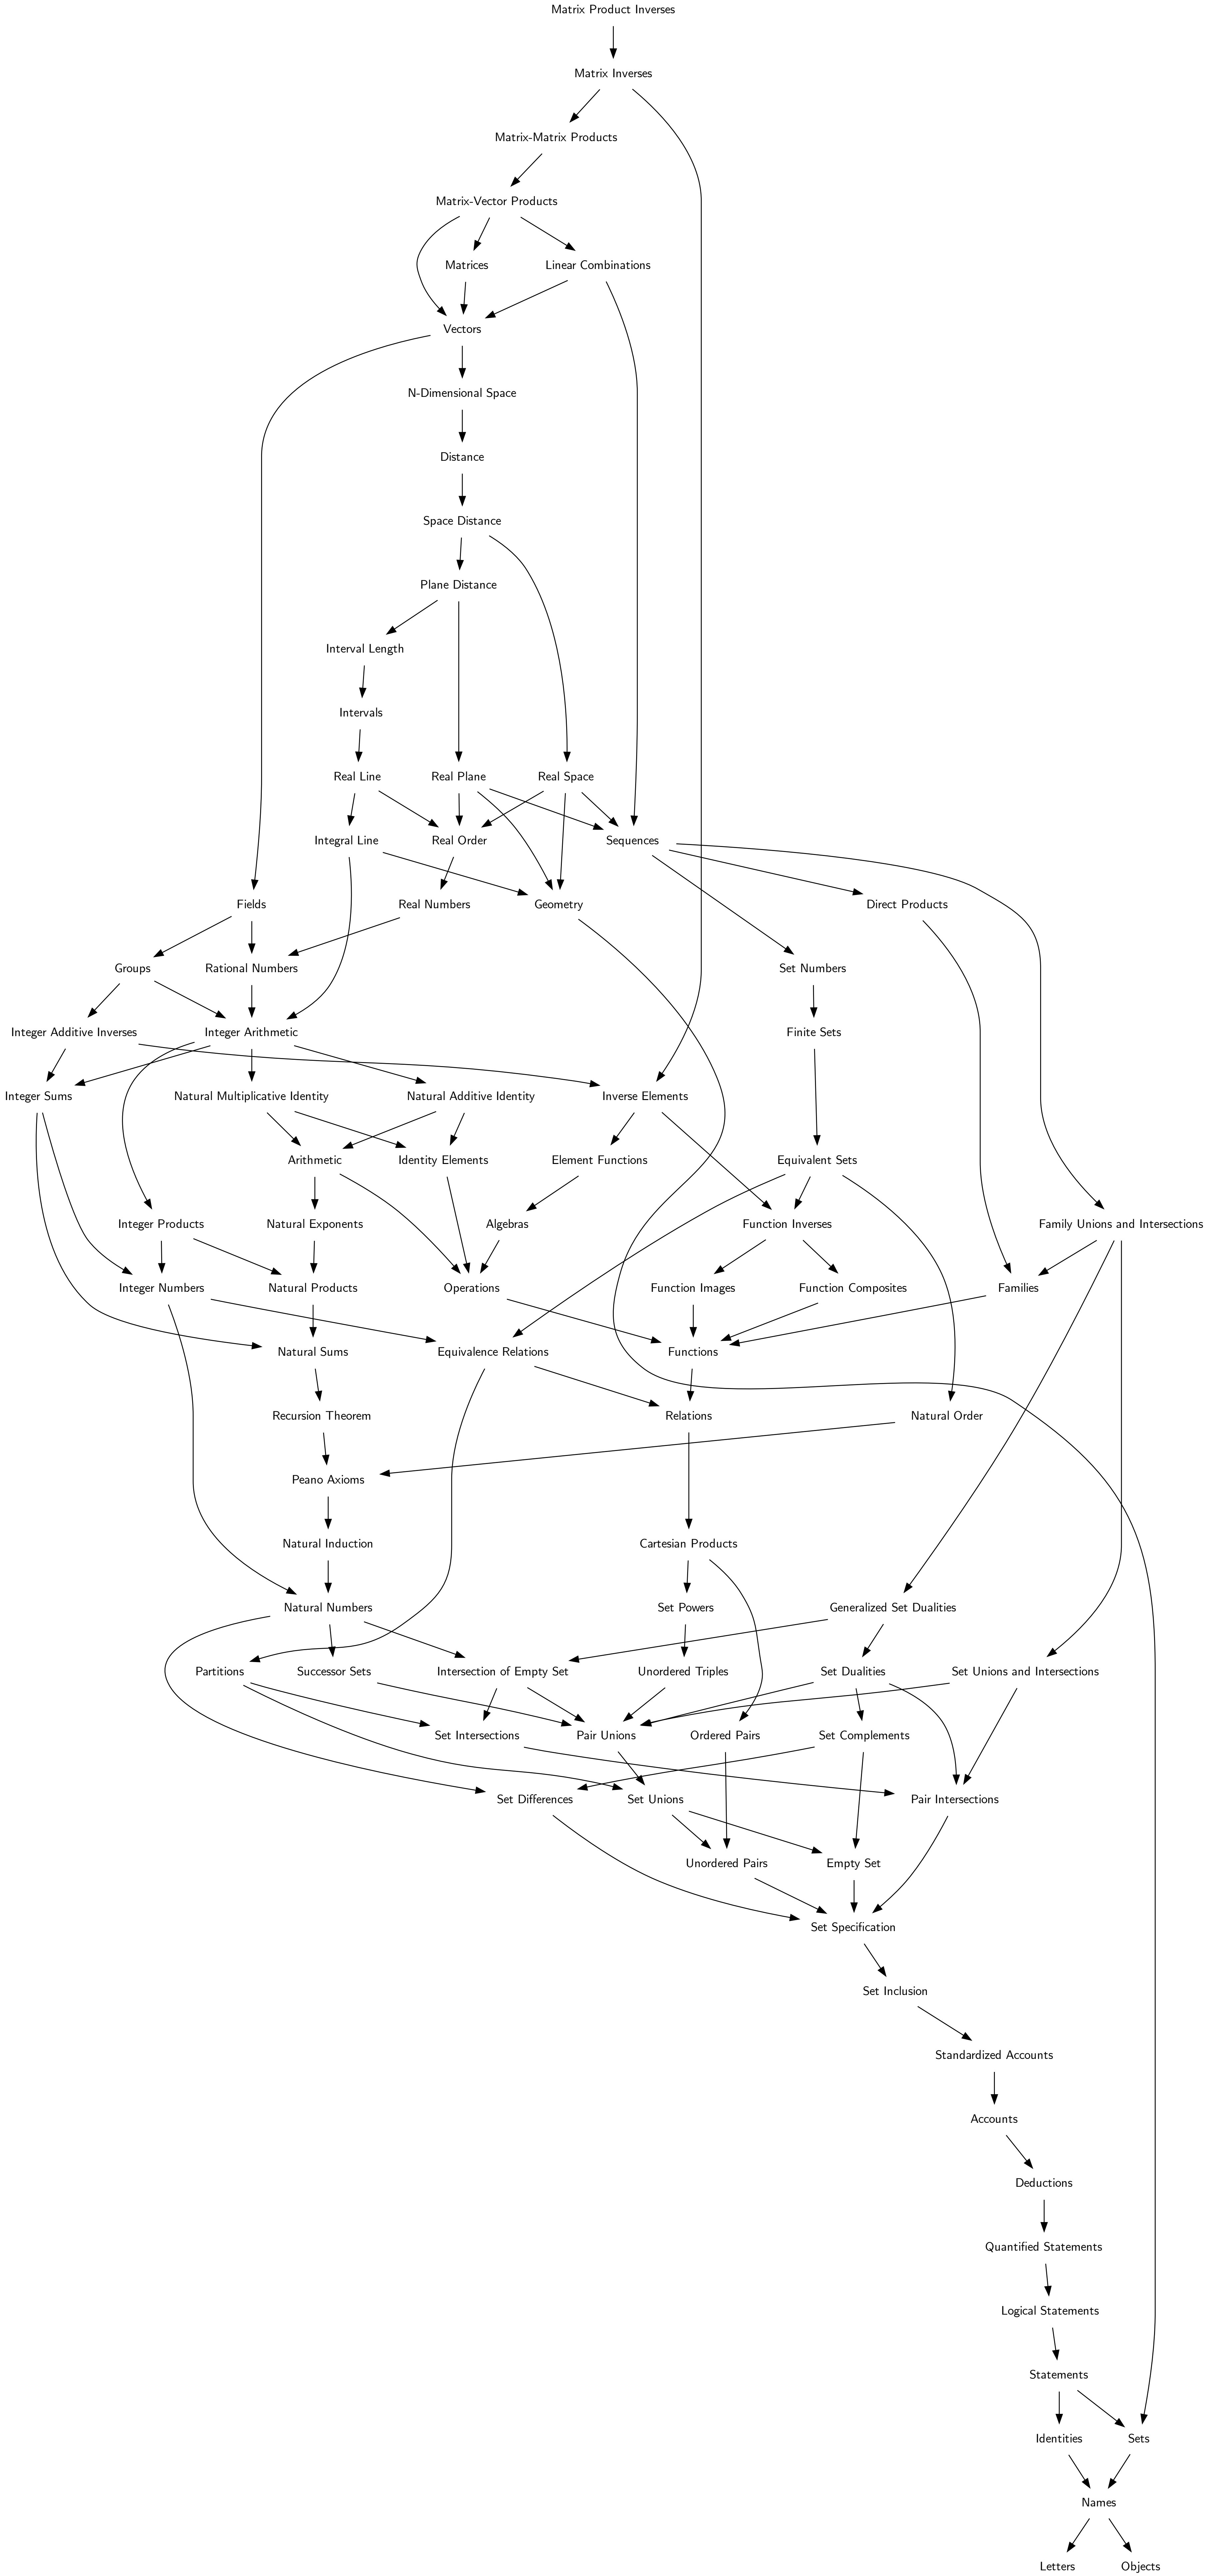 Matrix Product Inverses
Matrix Inverses
Matrix-Matrix Products
Matrix-Vector Products
Matrices
Linear Combinations
Vectors
N-Dimensional Space
Distance
Space Distance
Plane Distance
Interval Length
Intervals
Real Line
Real Plane
Real Space
Integral Line
Real Order
Sequences
Fields
Real Numbers
Geometry
Direct Products
Groups
Rational Numbers
Set Numbers
Integer Additive Inverses
Integer Arithmetic
Finite Sets
Integer Sums
Natural Multiplicative Identity
Natural Additive Identity
Inverse Elements
Arithmetic
Identity Elements
Element Functions
Equivalent Sets
Integer Products
Natural Exponents
Algebras
Function Inverses
Family Unions and Intersections
Integer Numbers
Natural Products
Operations
Function Images
Function Composites
Families
Natural Sums
Equivalence Relations
Functions
Recursion Theorem
Relations
Natural Order
Peano Axioms
Natural Induction
Cartesian Products
Natural Numbers
Set Powers
Generalized Set Dualities
Partitions
Successor Sets
Intersection of Empty Set
Unordered Triples
Set Dualities
Set Unions and Intersections
Set Intersections
Pair Unions
Ordered Pairs
Set Complements
Set Differences
Set Unions
Pair Intersections
Unordered Pairs
Empty Set
Set Specification
Set Inclusion
Standardized Accounts
Accounts
Deductions
Quantified Statements
Logical Statements
Statements
Identities
Sets
Names
Letters
Objects